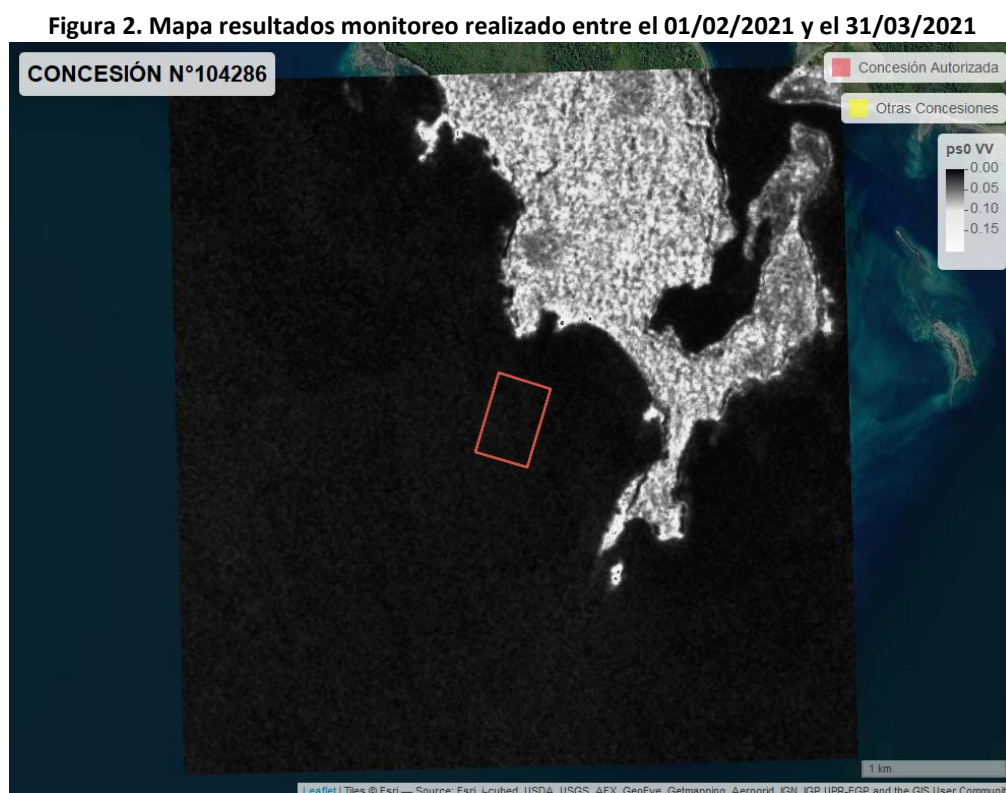 Figura 2. Mapa resultados monitoreo realizado entre el 01/02/2021 y el 31/03/2021
CONCESIÓN N°104286
Concesión Autorizada
Otras Concesiones
ps0 VV
0.00
0.05
0.10
0.15
1 km
Leaflet | Tiles © Esri — Source: Esri, i-cubed, USDA, USGS, AEX, GeoEye, Getmapping, Aerogrid, IGN, IGP, UPR-EGP, and the GIS User Commun